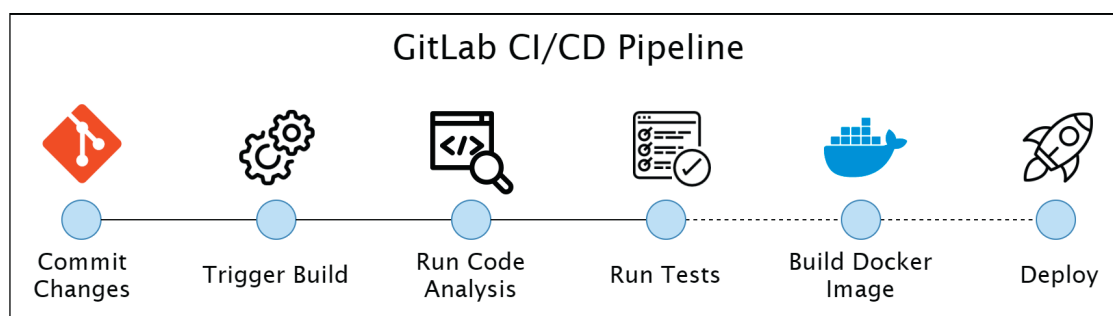 GitLab CI/CD Pipeline
</>
Commit
Changes
Trigger Build
Run Code
Analysis
Run Tests
Build Docker
Image
Deploy